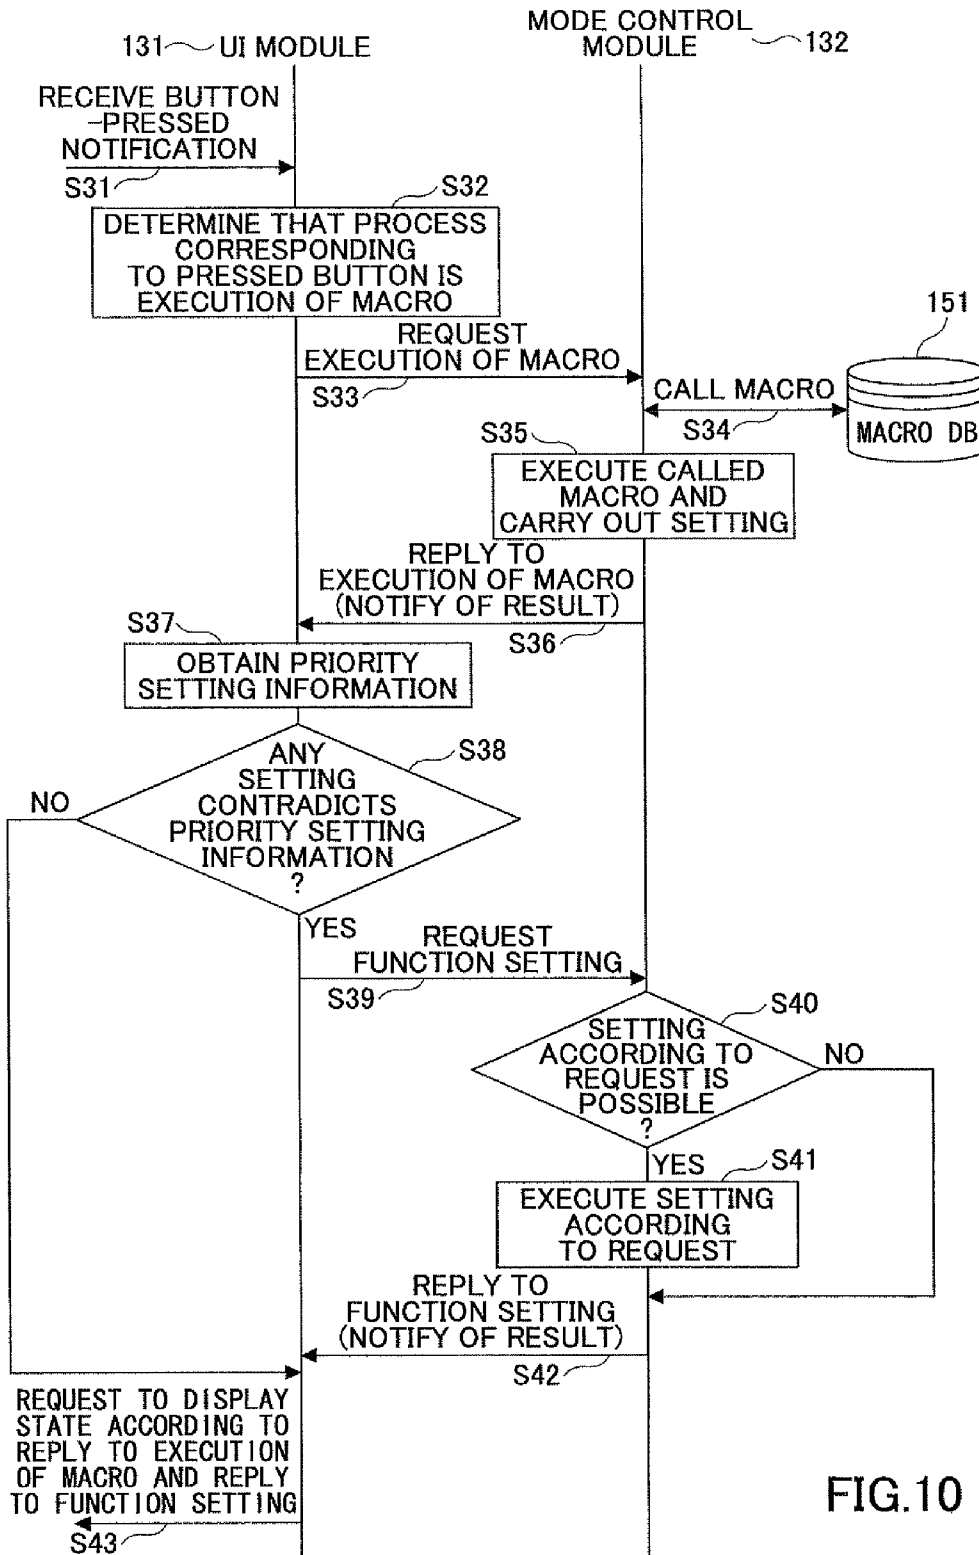 131
UI MODULE
MODE CONTROL
MODULE
132
RECEIVE BUTTON
-PRESSED
NOTIFICATION
S31
S32
DETERMINE THAT PROCESS
CORRESPONDING
TO PRESSED BUTTON IS
EXECUTION OF MACRO
REQUEST
EXECUTION OF MACRO
S33
151
CALL MACRO
S34
MACRO DB
S35
EXECUTE CALLED
MACRO AND
CARRY OUT SETTING
REPLY TO
EXECUTION OF MACRO
(NOTIFY OF RESULT)
S36
S37
OBTAIN PRIORITY
SETTING INFORMATION
S38
ANY
SETTING
CONTRADICTS
PRIORITY SETTING
INFORMATION
?
NO
YES
REQUEST
FUNCTION SETTING
S39
S40
SETTING
ACCORDING TO
REQUEST IS
POSSIBLE
?
NO
YES
S41
EXECUTE SETTING
ACCORDING
TO REQUEST
REPLY TO
FUNCTION SETTING
(NOTIFY OF RESULT)
S42
REQUEST TO DISPLAY
STATE ACCORDING TO
REPLY TO EXECUTION
OF MACRO AND REPLY
TO FUNCTION SETTING
S43
FIG.10